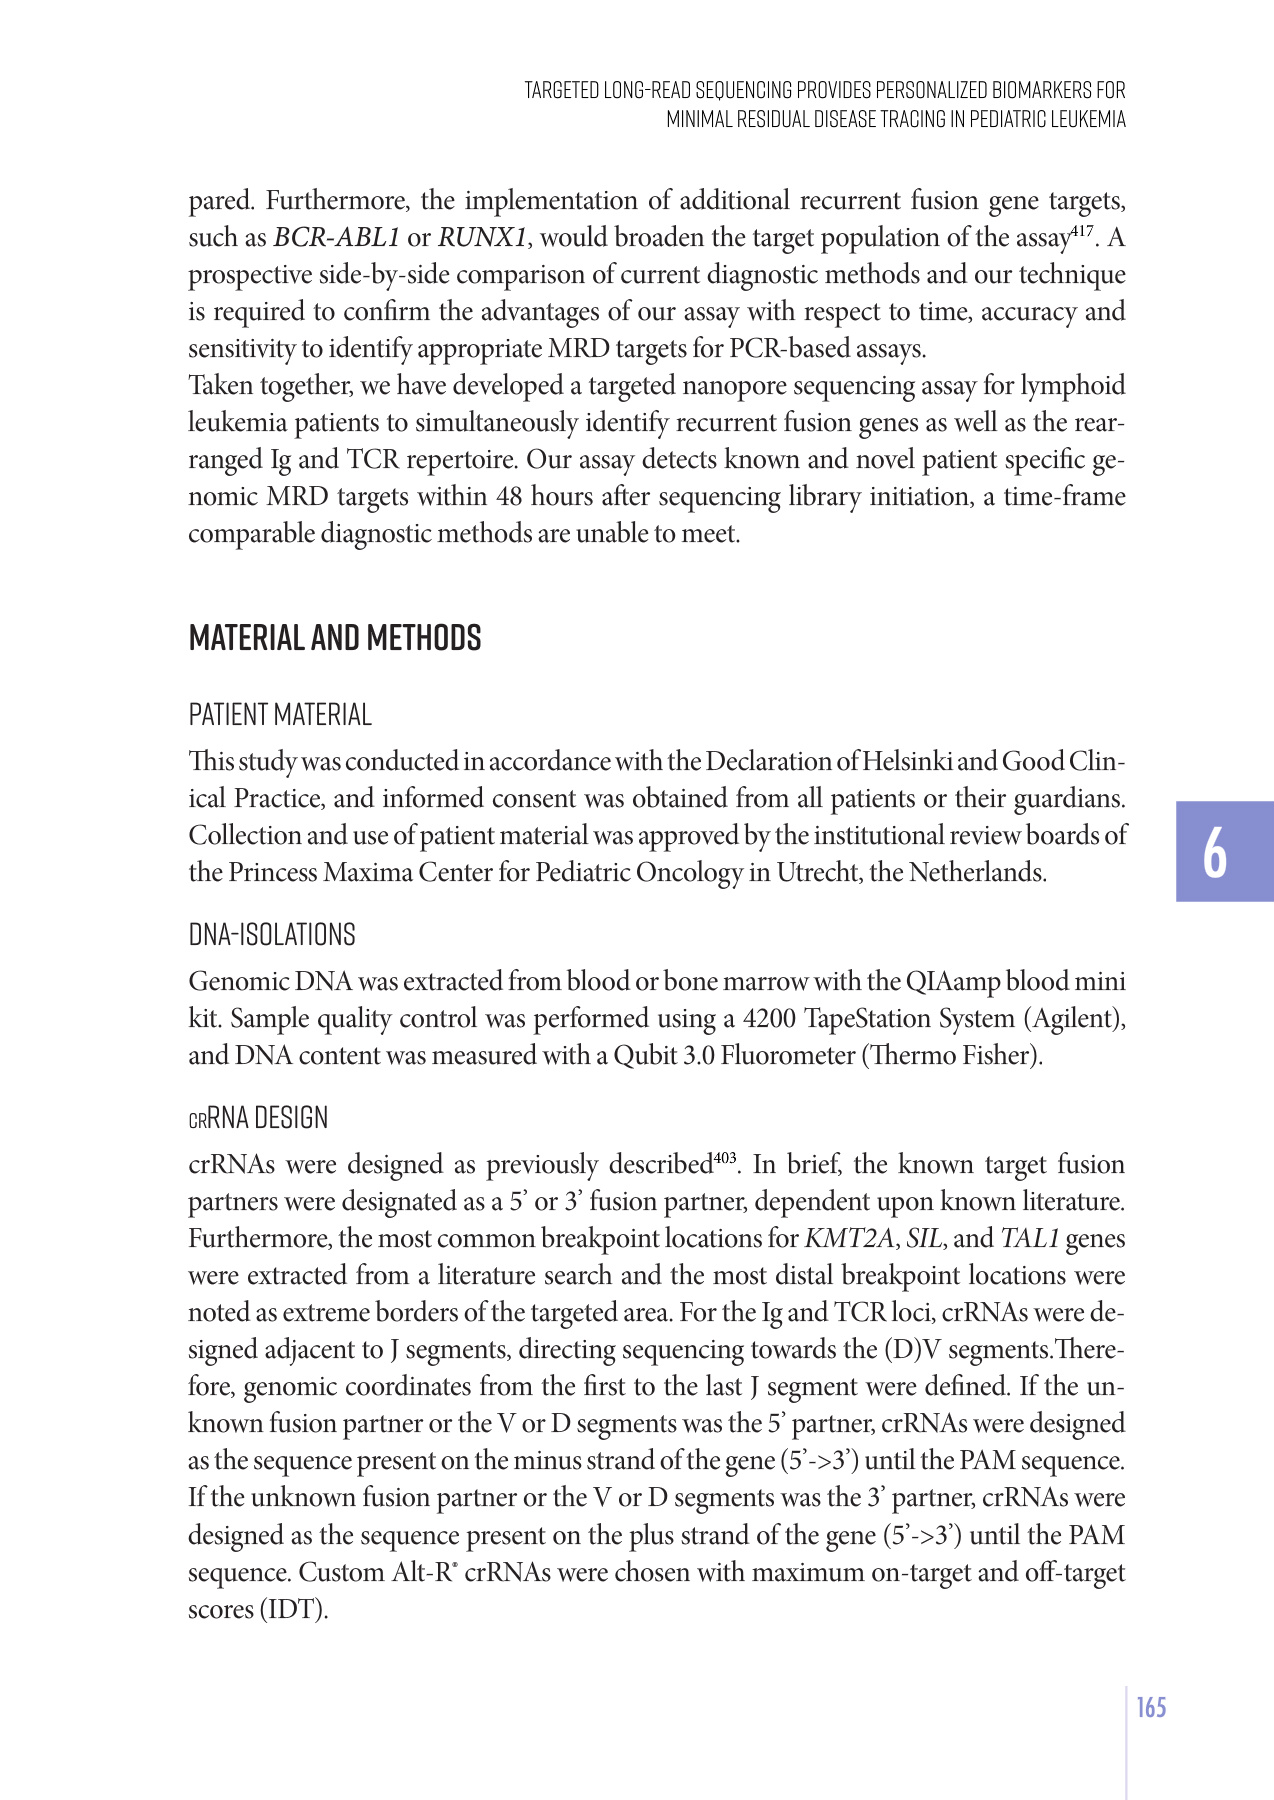 TARGETED LONG-READ SEQUENCING PROVIDES PERSONALIZED BIOMARKERS FOR
MINIMAL RESIDUAL DISEASE TRACING IN PEDIATRIC LEUKEMIA
pared. Furthermore, the implementation of additional recurrent fusion gene targets,
such as BCR-ABL1 or RUNX1, would broaden the target population of the assay417. A
prospective side-by-side comparison of current diagnostic methods and our technique
is required to confirm the advantages of our assay with respect to time, accuracy and
sensitivity to identify appropriate MRD targets for PCR-based assays.
Taken together, we have developed a targeted nanopore sequencing assay for lymphoid
leukemia patients to simultaneously identify recurrent fusion genes as well as the rear-
ranged Ig and TCR repertoire. Our assay detects known and novel patient specific ge-
nomic MRD targets within 48 hours after sequencing library initiation, a time-frame
comparable diagnostic methods are unable to meet.
MATERIAL AND METHODS
PATIENT MATERIAL
This study was conducted in accordance with the Declaration of Helsinki and Good Clin-
ical Practice, and informed consent was obtained from all patients or their guardians.
Collection and use of patient material was approved by the institutional review boards of
the Princess Maxima Center for Pediatric Oncology in Utrecht, the Netherlands.
6
DNA-ISOLATIONS
Genomic DNA was extracted from blood or bone marrow with the QIAamp blood mini
kit. Sample quality control was performed using a 4200 TapeStation System (Agilent),
and DNA content was measured with a Qubit 3.0 Fluorometer (Thermo Fisher).
CRRNA DESIGN
crRNAs were designed as previously described403. In brief, the known target fusion
partners were designated as a 5’ or 3’ fusion partner, dependent upon known literature.
Furthermore, the most common breakpoint locations for KMT2A, SIL, and TAL1 genes
were extracted from a literature search and the most distal breakpoint locations were
noted as extreme borders of the targeted area. For the Ig and TCR loci, crRNAs were de-
signed adjacent to J segments, directing sequencing towards the (D)V segments.There-
fore, genomic coordinates from the first to the last J segment were defined. If the un-
known fusion partner or the V or D segments was the 5’ partner, crRNAs were designed
as the sequence present on the minus strand of the gene (5’->3’) until the PAM sequence.
If the unknown fusion partner or the V or D segments was the 3’ partner, crRNAs were
designed as the sequence present on the plus strand of the gene (5’->3’) until the PAM
sequence. Custom Alt-R® crRNAs were chosen with maximum on-target and off-target
scores (IDT).
165